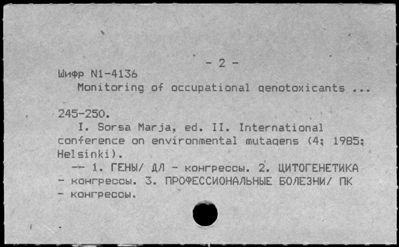 - 2 -
Шифр N1-4136
Monitoring of occupational genotoxicants ...
245-250.
I. Sorsa Marja, ed. II. International
conference on environmental mutagens (4; 1985;
Helsinki).
-- 1. ГЕНЫ/ ДЛ - конгрессы. 2. ЦИТОГЕНЕТИКА
- конгрессы. 3. ПРОФЕССИОНАЛЬНЫЕ БОЛЕЗНИ/ ПК
- конгрессы.